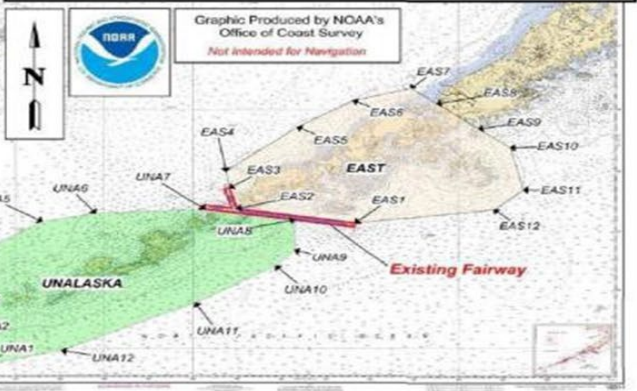 Graphic Produced by NOAA's
Office of Coast Survey
Not Intended for Navigation
NOAA
N
EAS7
EAS8
EAS6
EAS9
EAS4
EAS5
EAS10
EAST
EAS3
UNA7
EAS11
UNA6
EAS2
EAS1
EAS12
UNA8
UNA9
Existing Fairway
UNALASKA
UNA10
UNA11
UNA1
UNA12